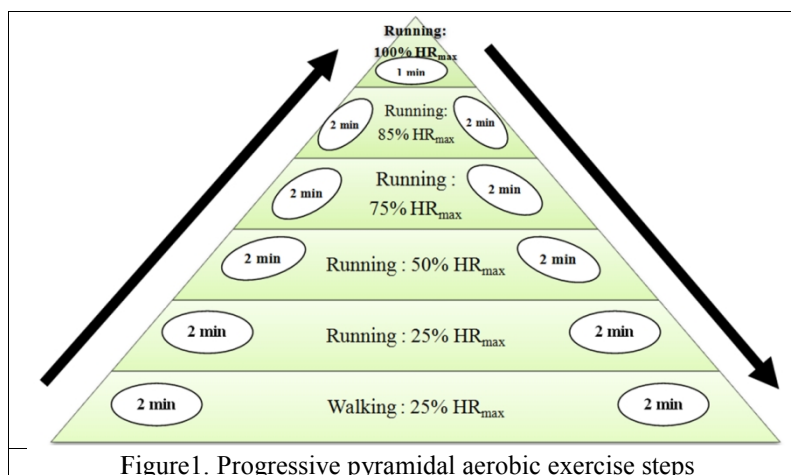 Running:
100% HRmax
1 min
2 min
Running:
85% HRmax
2 min
2 min
Running :
75% HRmax
2 min
2 min
Running : 50% HRmax
2 min
2 min
Running : 25% HRmax
2 min
2 min
Walking : 25% HRmax
2 min
Figure1. Progressive pyramidal aerobic exercise steps